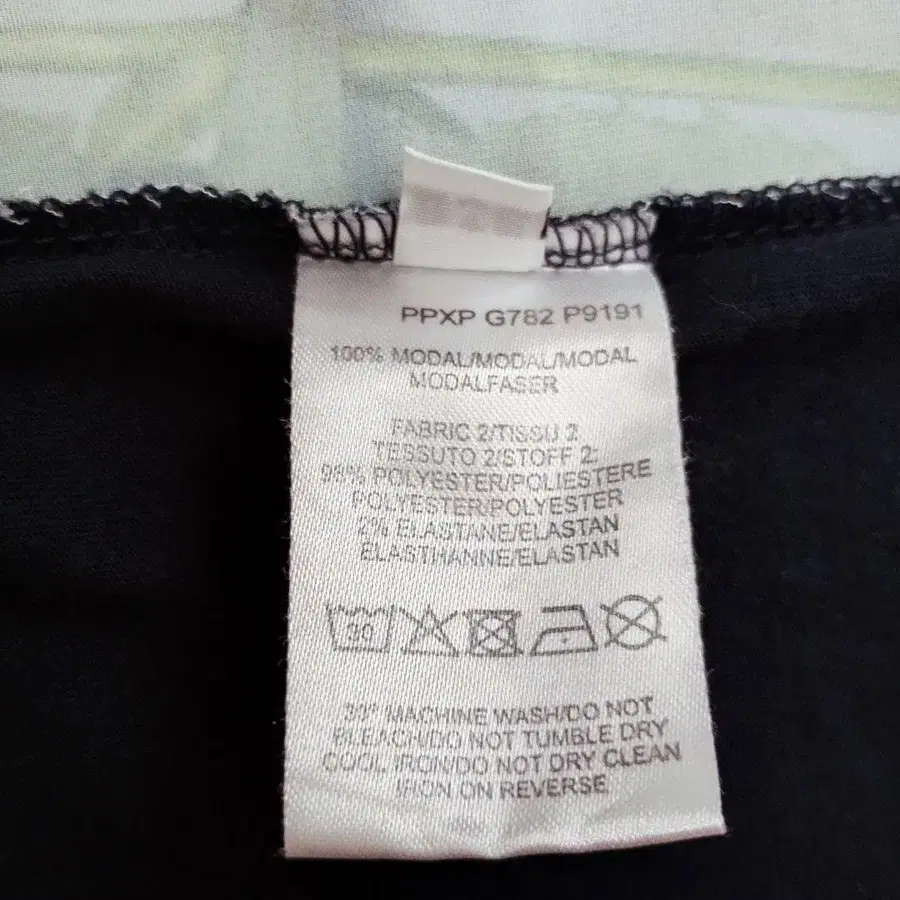 PPXP G782 P9191
100% MODAL/MODAL/MODAL
MODALFASER
FABRIC 2/TISSU 2
TESSUTO 2/STOFF 2:
98% POLYESTER/POLIESTERE
POLYESTER/POLYESTER
2% ELASTANE/ELASTAN
ELASTHANNE/ELASTAN
30
30° MACHINE WASH/DO NOT
BLEACH/DO NOT TUMBLE DRY
COOL IRON/DO NOT DRY CLEAN
IRON ON REVERSE